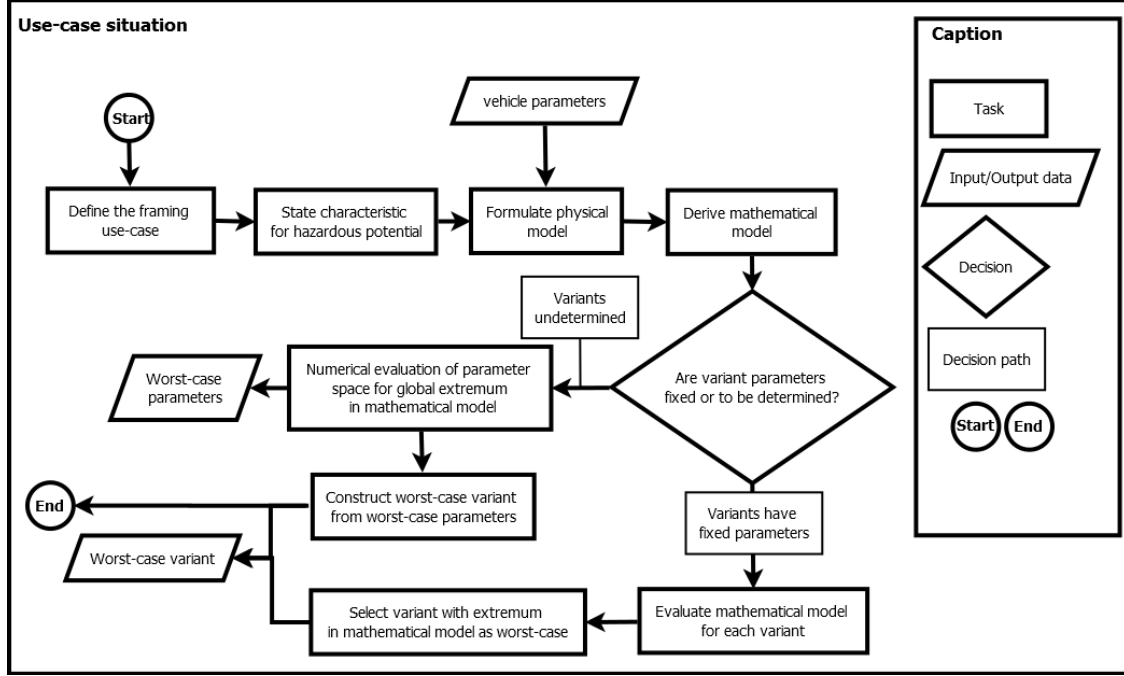 Use-case situation
Caption
Task
Input/Output data
Decision
Decision path
Start
End
vehicle parameters
Start
Define the framing
use-case
State characteristic
for hazardous potential
Formulate physical
model
Derive mathematical
model
Variants
undetermined
Are variant parameters
fixed or to be determined?
Numerical evaluation of parameter
space for global extremum
in mathematical model
Worst-case
parameters
Construct worst-case variant
from worst-case parameters
End
Variants have
fixed parameters
Worst-case variant
Select variant with extremum
in mathematical model as worst-case
Evaluate mathematical model
for each variant